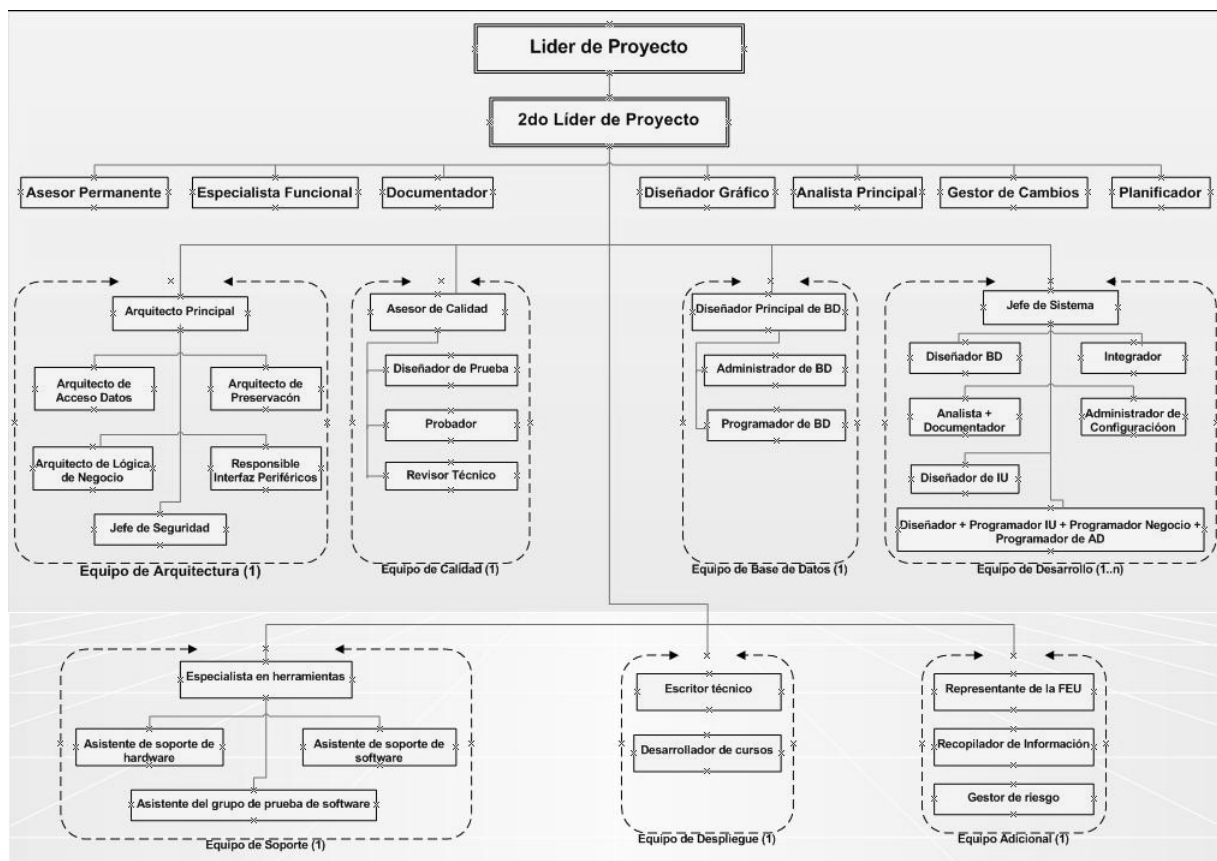 Lider de Proyecto
2do Líder de Proyecto
Asesor Permanente
Especialista Funcional
Documentador
Diseñador Gráfico
Analista Principal
Gestor de Cambios
Planificador
Arquitecto Principal
Arquitecto de
Acceso Datos
Arquitecto de
Preservacón
Arquitecto de Lógica
de Negocio
Responsible
Interfaz Periféricos
Jefe de Seguridad
Equipo de Arquitectura (1)
Asesor de Calidad
Diseñador de Prueba
Probador
Revisor Técnico
Equipo de Calidad (1)
Diseñador Principal de BD
Administrador de BD
Programador de BD
Equipo de Base de Datos (1)
Jefe de Sistema
Diseñador BD
Integrador
Analista +
Documentador
Administrador de
Configuracióon
Diseñador de IU
Diseñador + Programador IU + Programador Negocio +
Programador de AD
Equipo de Desarrollo (1..n)
Especialista en herramientas
Asistente de soporte de
hardware
Asistente de soporte de
software
Asistente del grupo de prueba de software
Equipo de Soporte (1)
Escritor técnico
Desarrollador de cursos
Equipo de Despliegue (1)
Representante de la FEU
Recopilador de Información
Gestor de riesgo
Equipo Adicional (1)